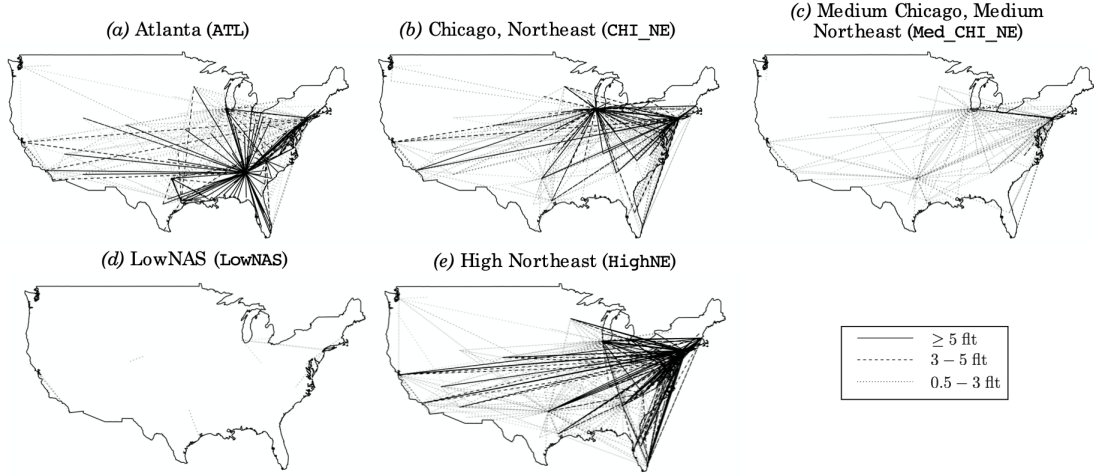 (a) Atlanta (ATL)
(b) Chicago, Northeast (CHI_NE)
(c) Medium Chicago, Medium
Northeast (Med_CHI_NE)
(d) LowNAS (LowNAS)
(e) High Northeast (HighNE)
≥ 5 flt
3 − 5 flt
0.5 − 3 flt